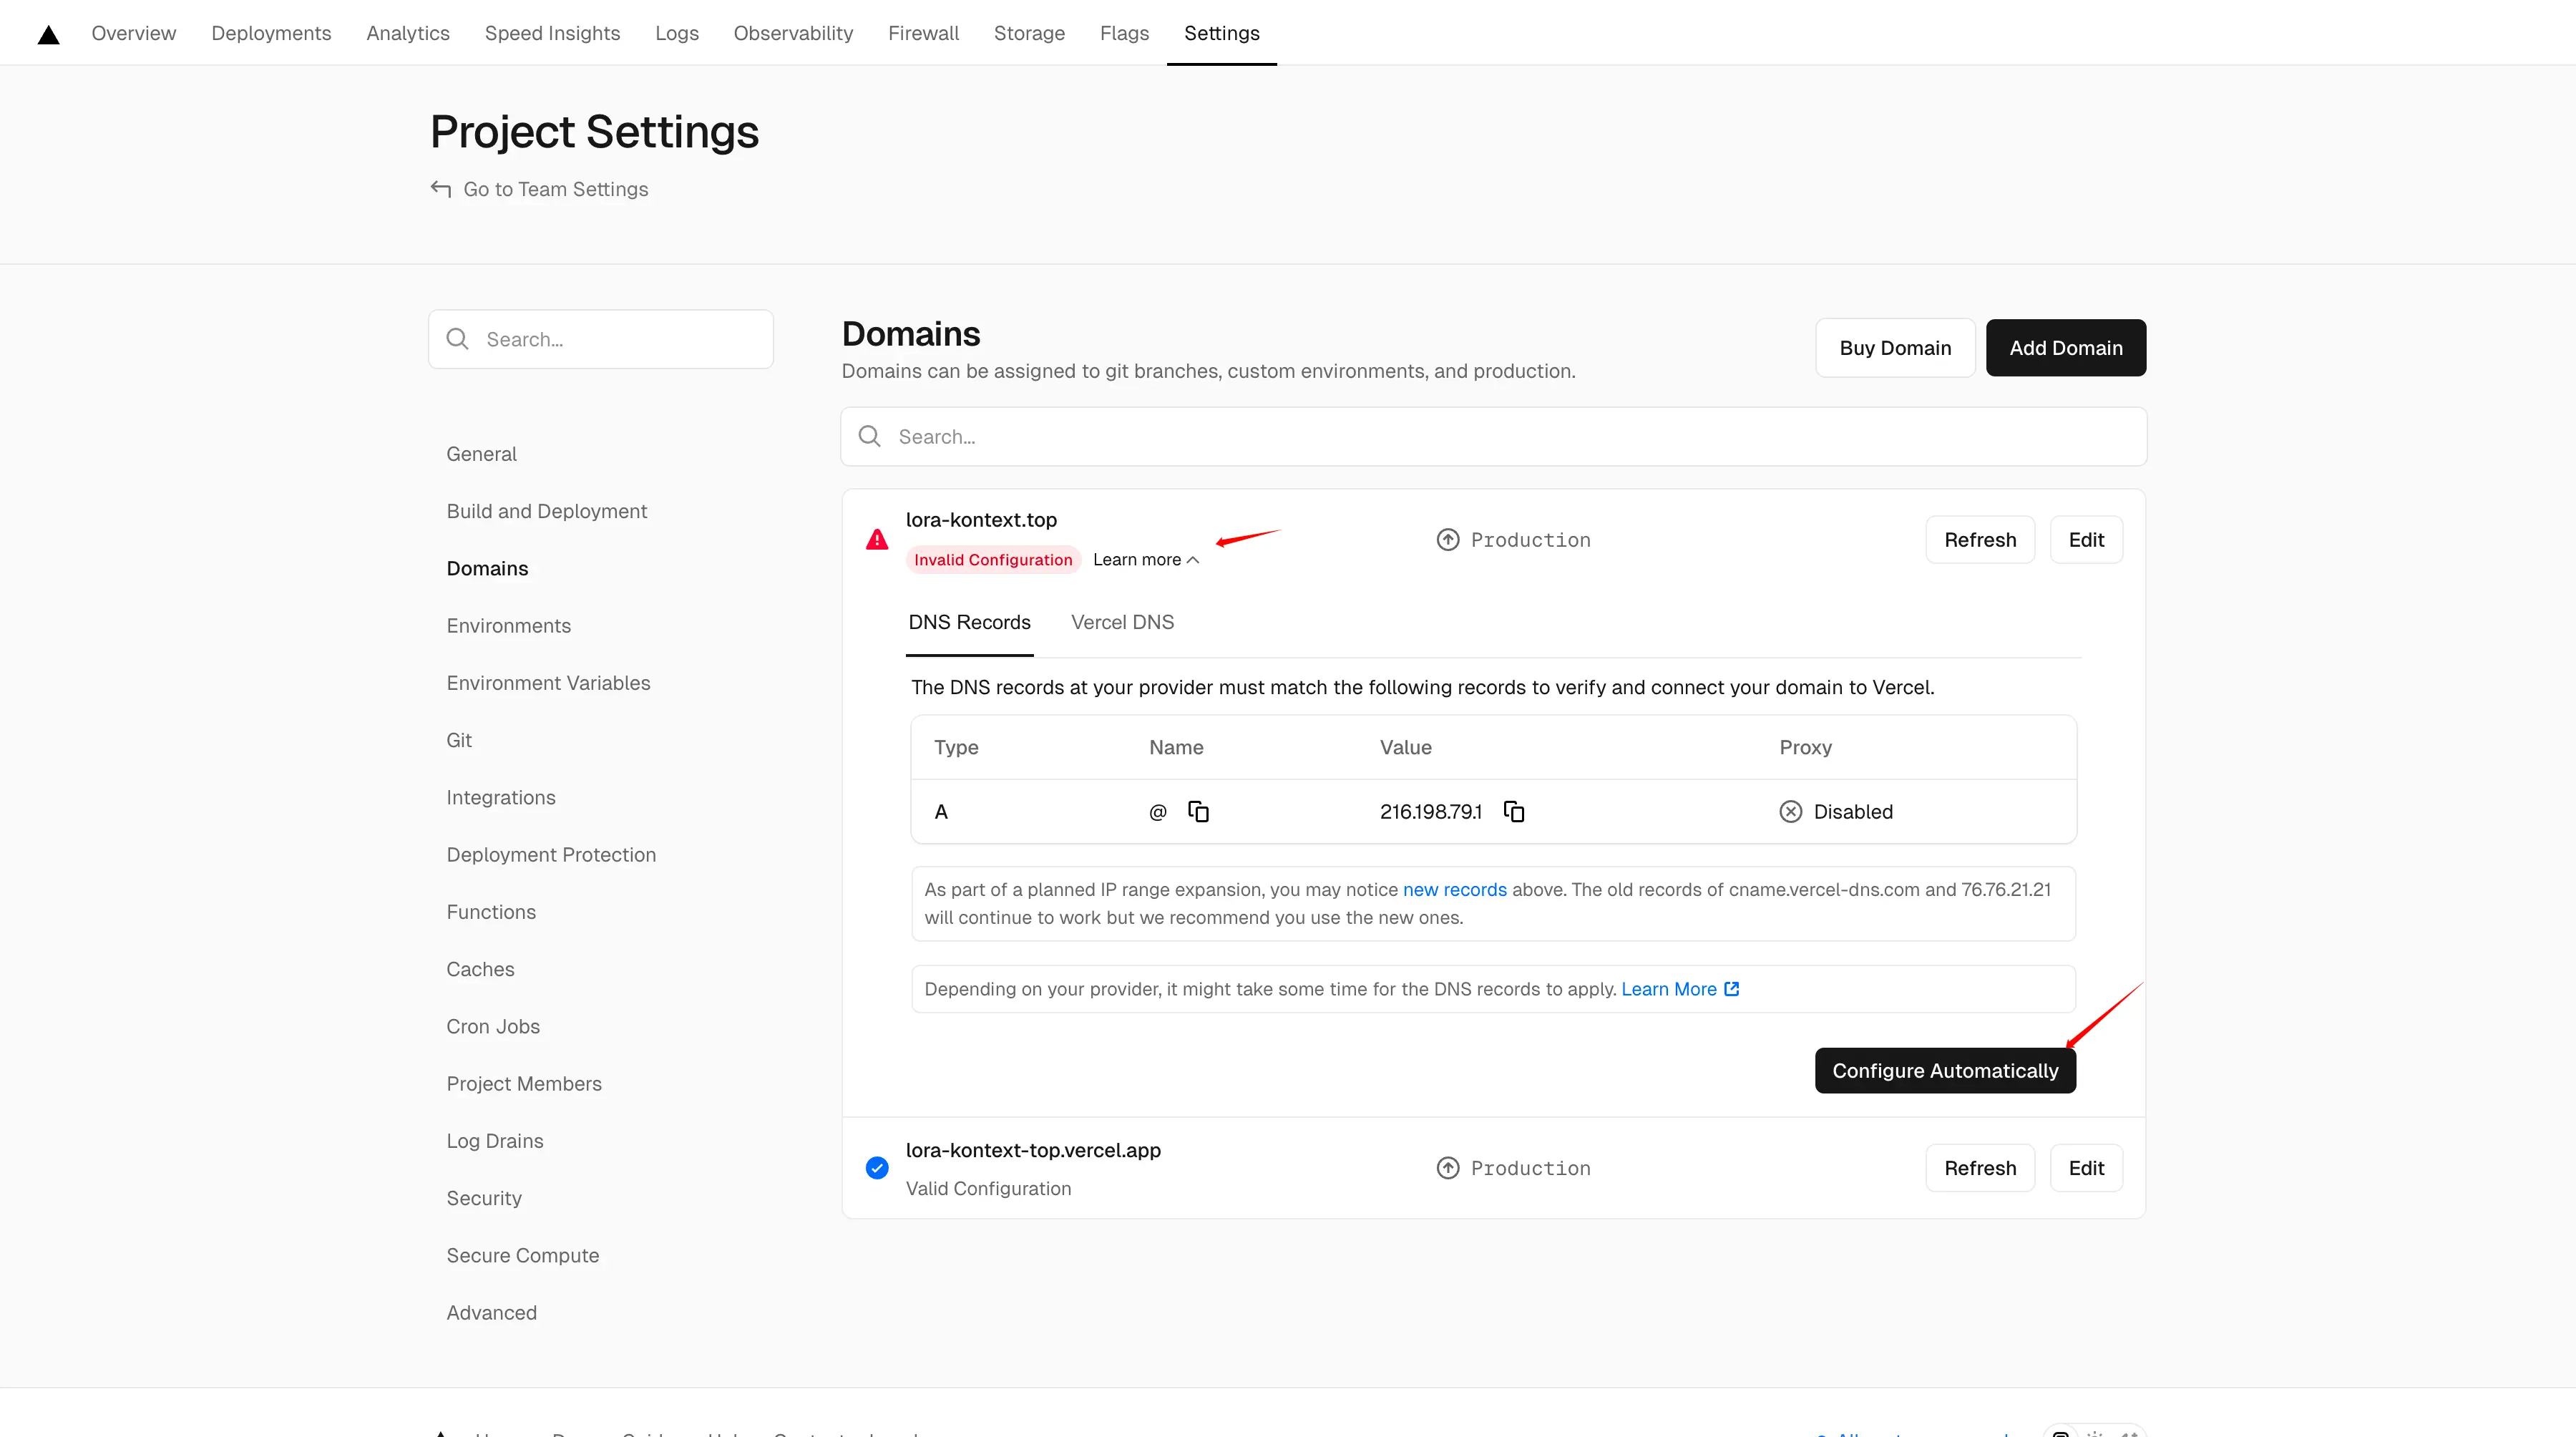 Overview Deployments Analytics Speed Insights Logs Observability Firewall Storage Flags Settings
Project Settings
Go to Team Settings
Search...
General
Build and Deployment
Domains
Environments
Environment Variables
Git
Integrations
Deployment Protection
Functions
Caches
Cron Jobs
Project Members
Log Drains
Security
Secure Compute
Advanced
Domains
Domains can be assigned to git branches, custom environments, and production.
Buy Domain Add Domain
Search...
lora-kontext.top
Invalid Configuration Learn more
Production
Refresh Edit
DNS Records Vercel DNS
The DNS records at your provider must match the following records to verify and connect your domain to Vercel.
Type Name Value Proxy
A @ 216.198.79.1 Disabled
As part of a planned IP range expansion, you may notice new records above. The old records of cname.vercel-dns.com and 76.76.21.21
will continue to work but we recommend you use the new ones.
Depending on your provider, it might take some time for the DNS records to apply. Learn More
Configure Automatically
lora-kontext-top.vercel.app
Valid Configuration
Production
Refresh Edit